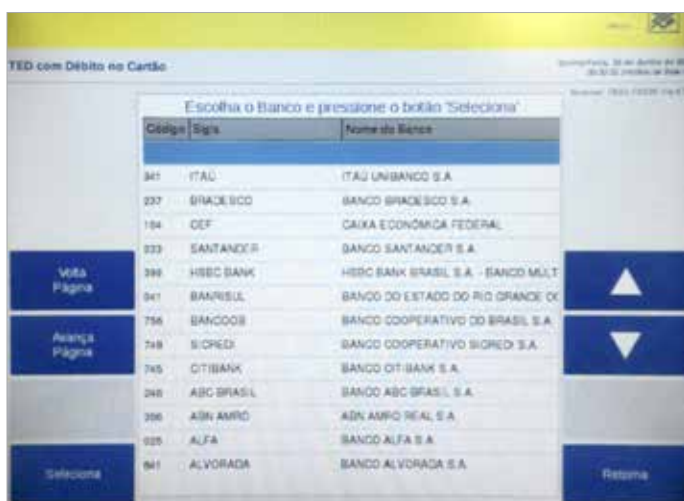 TED com Débito no Cartão
Escolha o Banco e pressione o botão 'Seleciona'
Código Sigla Nome do Banco
341 ITAÚ ITAÚ UNIBANCO S.A.
237 BRADESCO BANCO BRADESCO S.A.
104 CEF CAIXA ECONÔMICA FEDERAL
033 SANTANDER BANCO SANTANDER S.A.
399 HSBC BANK HSBC BANK BRASIL S.A. - BANCO MULT
041 BANRISUL BANCO DO ESTADO DO RIO GRANDE DO
756 BANCOOB BANCO COOPERATIVO DO BRASIL S.A.
748 SICREDI BANCO COOPERATIVO SICREDI S.A.
745 CITIBANK BANCO CITIBANK S.A.
246 ABC BRASIL BANCO ABC BRASIL S.A.
356 ABN AMRO ABN AMRO REAL S.A.
025 ALFA BANCO ALFA S.A.
641 ALVORADA BANCO ALVORADA S.A.
Volta
Página
Avança
Página
Seleciona
Retorna